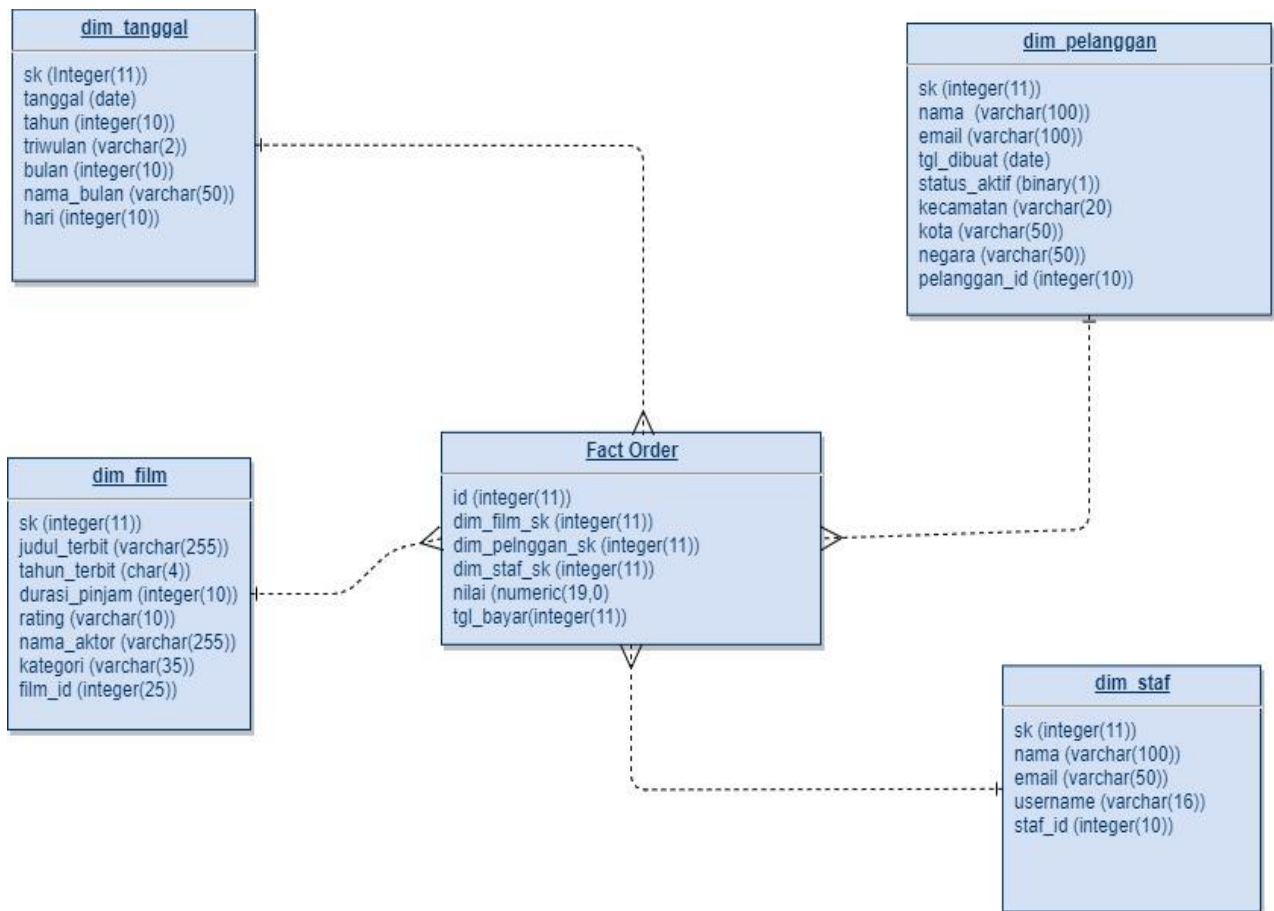 dim_tanggal
sk (Integer(11))
tanggal (date)
tahun (integer(10))
triwulan (varchar(2))
bulan (integer(10))
nama_bulan (varchar(50))
hari (integer(10))
dim_pelanggan
sk (integer(11))
nama (varchar(100))
email (varchar(100))
tgl_dibuat (date)
status_aktif (binary(1))
kecamatan (varchar(20)
kota (varchar(50))
negara (varchar(50))
pelanggan_id (integer(10))
dim_film
sk (integer(11))
judul_terbit (varchar(255))
tahun_terbit (char(4))
durasi_pinjam (integer(10))
rating (varchar(10))
nama_aktor (varchar(255))
kategori (varchar(35))
film_id (integer(25))
Fact Order
id (integer(11))
dim_film_sk (integer(11))
dim_pelnggan_sk (integer(11))
dim_staf_sk (integer(11))
nilai (numeric(19,0)
tgl_bayar(integer(11))
dim_staf
sk (integer(11))
nama (varchar(100))
email (varchar(50))
username (varchar(16))
staf_id (integer(10))